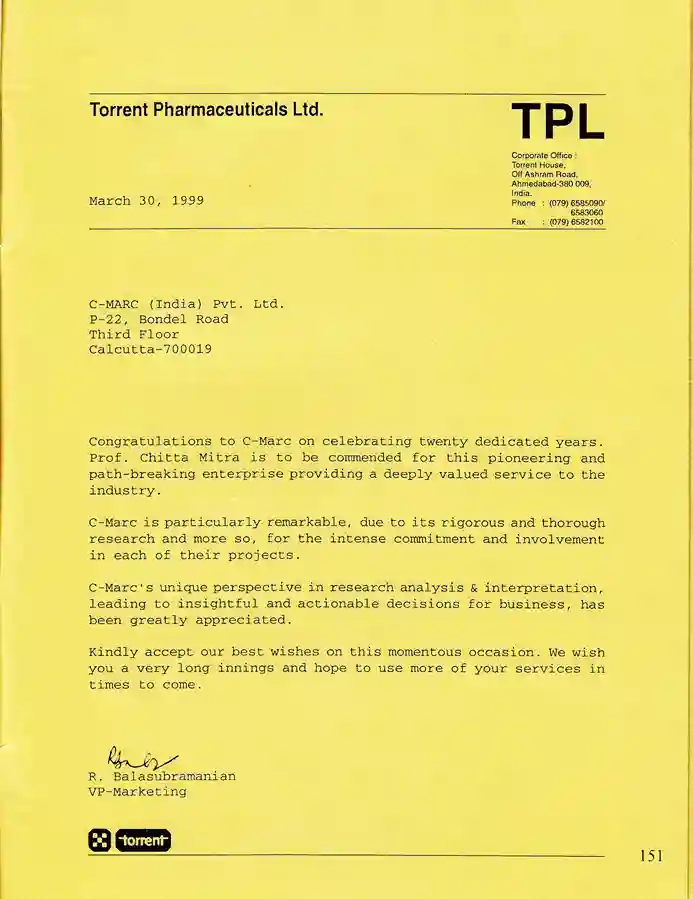 Torrent Pharmaceuticals Ltd.
TPL
Corporate Office :
Torrent House,
Off Ashram Road,
Ahmedabad-380 009,
India.
Phone : (079) 6585090/
6583060
Fax : (079) 6582100
March 30, 1999
C-MARC (India) Pvt. Ltd.
P-22, Bondel Road
Third Floor
Calcutta-700019
Congratulations to C-Marc on celebrating twenty dedicated years.
Prof. Chitta Mitra is to be commended for this pioneering and
path-breaking enterprise providing a deeply valued service to the
industry.
C-Marc is particularly remarkable, due to its rigorous and thorough
research and more so, for the intense commitment and involvement
in each of their projects.
C-Marc's unique perspective in research analysis & interpretation,
leading to insightful and actionable decisions for business, has
been greatly appreciated.
Kindly accept our best wishes on this momentous occasion. We wish
you a very long innings and hope to use more of your services in
times to come.
R. Balasubramanian
VP-Marketing
torrent
151